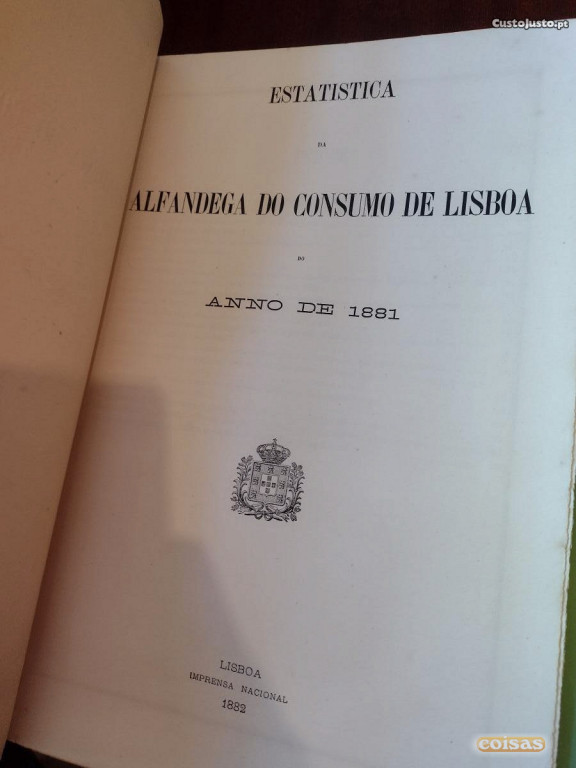 CustoJusto.pt
ESTATISTICA
DA
ALFANDEGA DO CONSUMO DE LISBOA
DO
ANNO DE 1881
LISBOA
IMPRENSA NACIONAL
1882
coisas